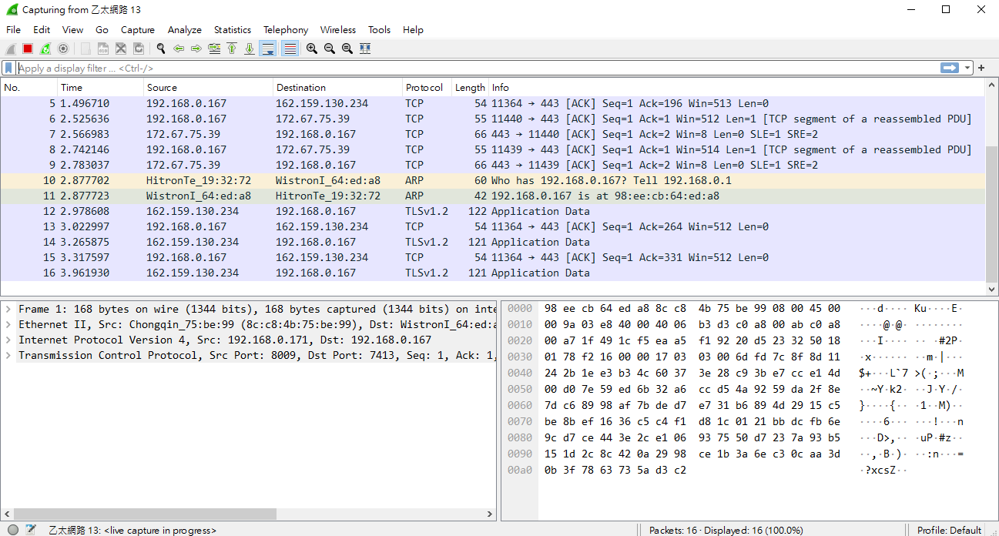 Capturing from 乙太網路 13
File Edit View Go Capture Analyze Statistics Telephony Wireless Tools Help
Apply a display filter ... <Ctrl-/>
No. Time Source Destination Protocol Length Info
5 1.496710 192.168.0.167 162.159.130.234 TCP 54 11364 → 443 [ACK] Seq=1 Ack=196 Win=513 Len=0
6 2.525636 192.168.0.167 172.67.75.39 TCP 55 11440 → 443 [ACK] Seq=1 Ack=1 Win=512 Len=1 [TCP segment of a reassembled PDU]
7 2.566983 172.67.75.39 192.168.0.167 TCP 66 443 → 11440 [ACK] Seq=1 Ack=2 Win=8 Len=0 SLE=1 SRE=2
8 2.742146 192.168.0.167 172.67.75.39 TCP 55 11439 → 443 [ACK] Seq=1 Ack=1 Win=514 Len=1 [TCP segment of a reassembled PDU]
9 2.783037 172.67.75.39 192.168.0.167 TCP 66 443 → 11439 [ACK] Seq=1 Ack=2 Win=8 Len=0 SLE=1 SRE=2
10 2.877702 HitronTe_19:32:72 WistronI_64:ed:a8 ARP 60 Who has 192.168.0.167? Tell 192.168.0.1
11 2.877723 WistronI_64:ed:a8 HitronTe_19:32:72 ARP 42 192.168.0.167 is at 98:ee:cb:64:ed:a8
12 2.978608 162.159.130.234 192.168.0.167 TLSv1.2 122 Application Data
13 3.022997 192.168.0.167 162.159.130.234 TCP 54 11364 → 443 [ACK] Seq=1 Ack=264 Win=512 Len=0
14 3.265875 162.159.130.234 192.168.0.167 TLSv1.2 121 Application Data
15 3.317597 192.168.0.167 162.159.130.234 TCP 54 11364 → 443 [ACK] Seq=1 Ack=331 Win=512 Len=0
16 3.961930 162.159.130.234 192.168.0.167 TLSv1.2 121 Application Data
Frame 1: 168 bytes on wire (1344 bits), 168 bytes captured (1344 bits) on inte
Ethernet II, Src: Chongqin_75:be:99 (8c:c8:4b:75:be:99), Dst: WistronI_64:ed:a
Internet Protocol Version 4, Src: 192.168.0.171, Dst: 192.168.0.167
Transmission Control Protocol, Src Port: 8009, Dst Port: 7413, Seq: 1, Ack: 1,
0000 98 ee cb 64 ed a8 8c c8 4b 75 be 99 08 00 45 00 ···d···· Ku····E·
0010 00 9a 03 e8 40 00 40 06 b3 d3 c0 a8 00 ab c0 a8 ····@·@· ········
0020 00 a7 1f 49 1c f5 ea a5 f1 92 20 d5 23 32 50 18 ···I···· ·· ·#2P·
0030 01 78 f2 16 00 00 17 03 03 00 6d fd 7c 8f 8d 11 ·x······ ··m·|···
0040 24 2b 1e e3 b3 4c 60 37 3e 28 c9 3b e7 cc e1 4d $+···L`7 >(·;···M
0050 00 d0 7e 59 ed 6b 32 a6 cc d5 4a 92 59 da 2f 8e ··~Y·k2· ··J·Y·/·
0060 7d c6 89 98 af 7b de d7 e7 31 b6 89 4d 29 15 c5 }····{·· ·1··M)··
0070 be 8b ef 16 36 c5 c4 f1 d8 1c 01 21 bb dc fb 6e ····6··· ···!···n
0080 9c d7 ce 44 3e 2c e1 06 93 75 50 d7 23 7a 93 b5 ···D>,·· ·uP·#z··
0090 15 1d 2c 8c 42 0a 29 98 ce 1b 3a 6e c3 0c aa 3d ··,·B·)· ··:n···=
00a0 0b 3f 78 63 73 5a d3 c2 ·?xcsZ··
乙太網路 13: <live capture in progress>
Packets: 16 · Displayed: 16 (100.0%)
Profile: Default